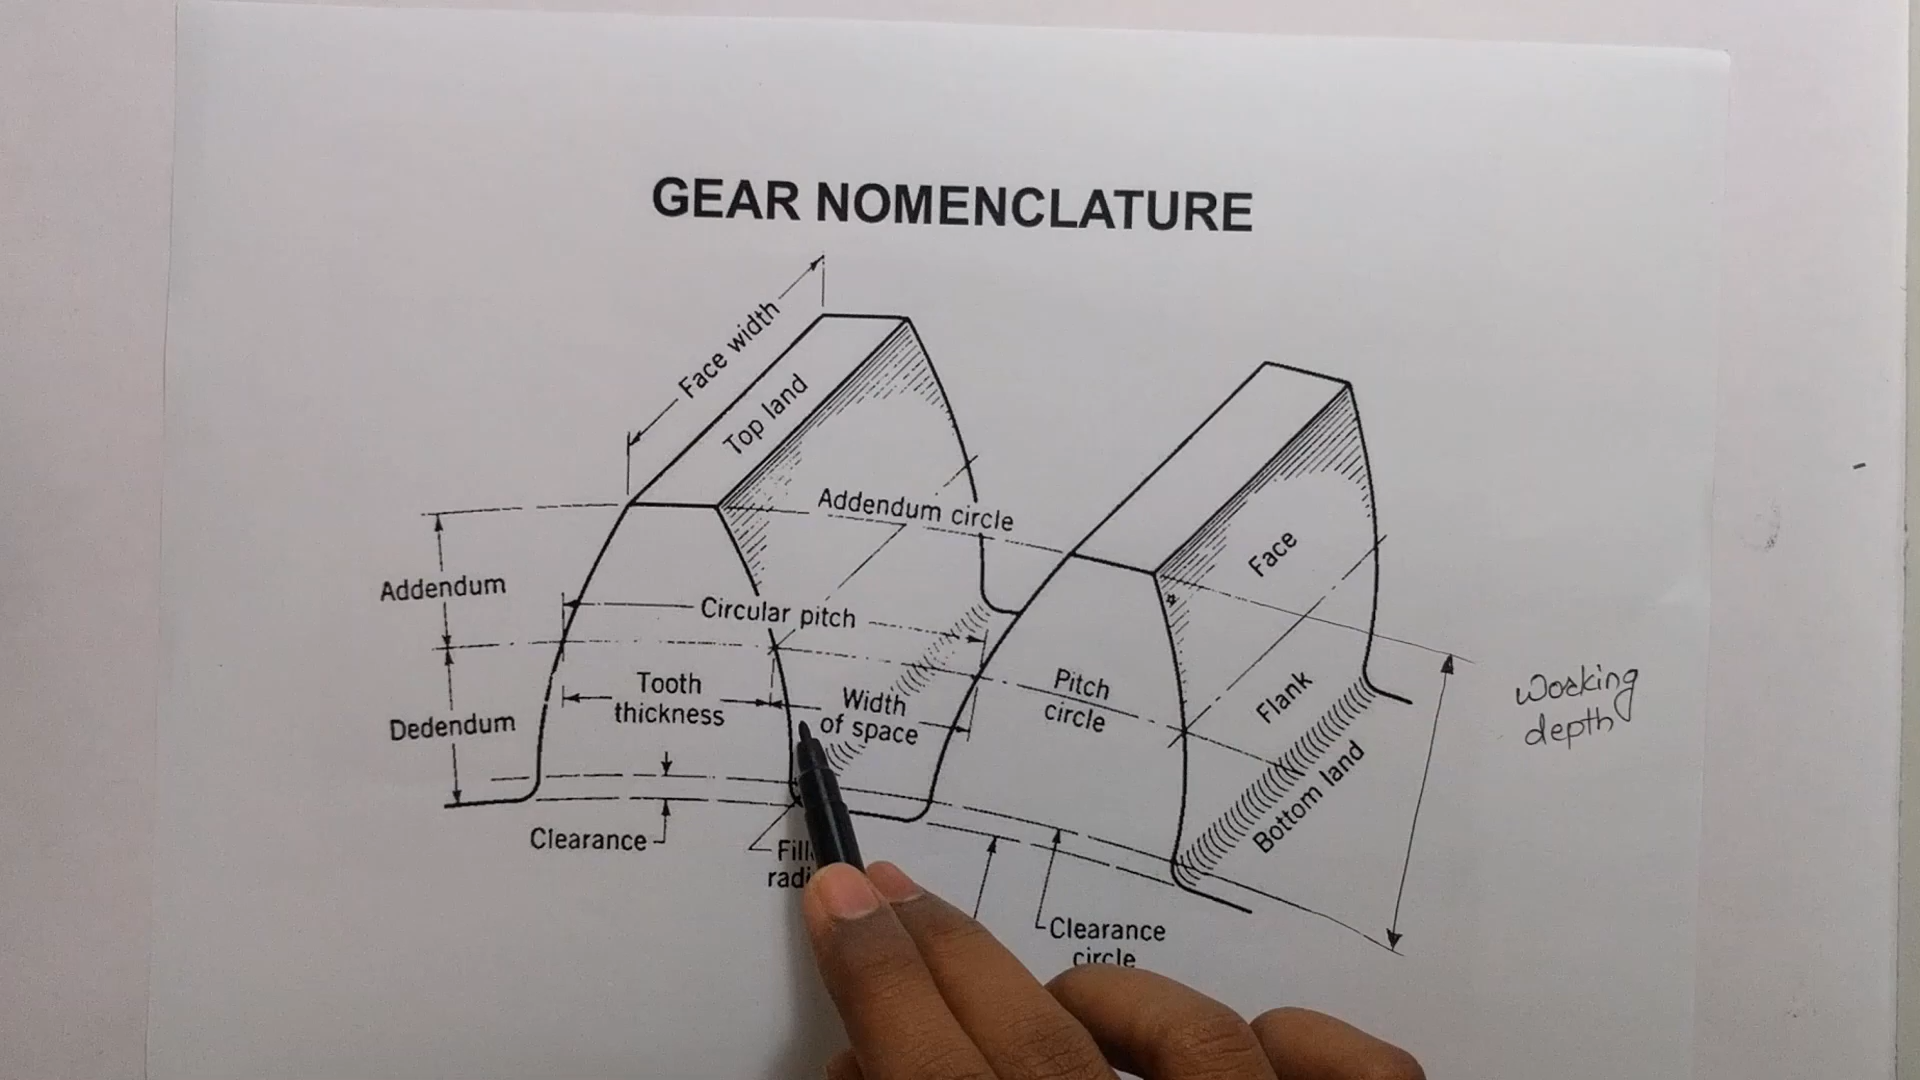 GEAR NOMENCLATURE
Face width
Top land
Addendum circle
Face
Addendum
Circular pitch
Tooth
thickness
Width
of space
Pitch
circle
Flank
Working
depth
Dedendum
Bottom land
Clearance
Clearance
circle